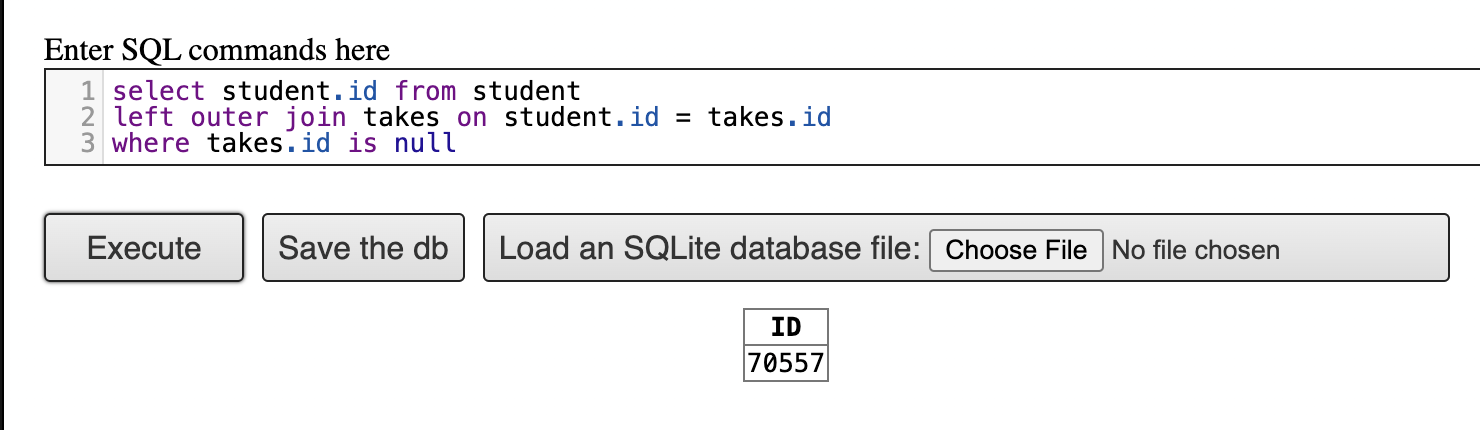 Enter SQL commands here
1 select student.id from student
2 left outer join takes on student.id = takes.id
3 where takes.id is null
Execute Save the db Load an SQLite database file: Choose File No file chosen
ID
70557